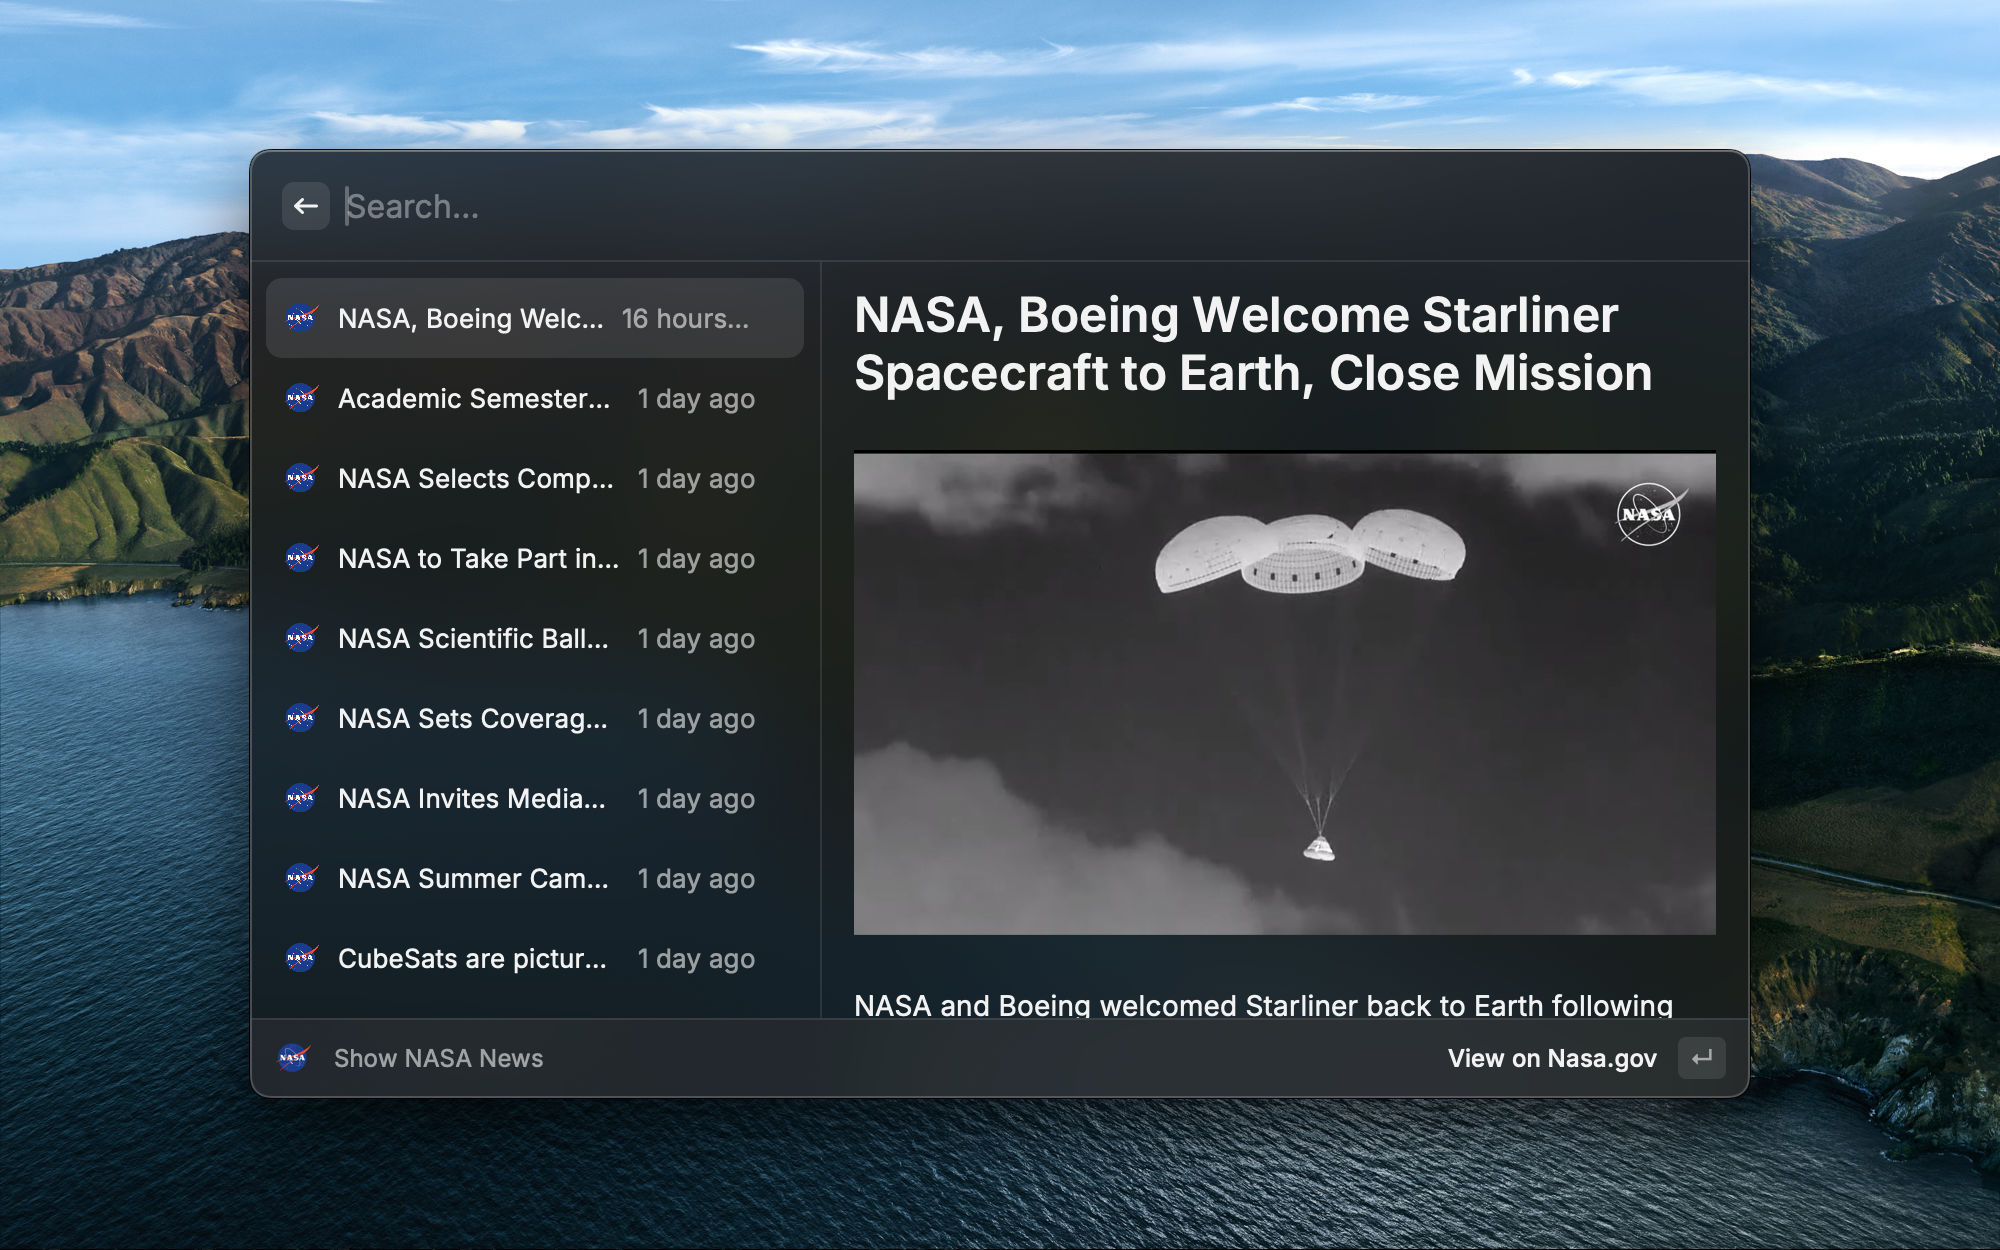 Search...
NASA, Boeing Welc... 16 hours...
Academic Semester... 1 day ago
NASA Selects Comp... 1 day ago
NASA to Take Part in... 1 day ago
NASA Scientific Ball... 1 day ago
NASA Sets Coverag... 1 day ago
NASA Invites Media... 1 day ago
NASA Summer Cam... 1 day ago
CubeSats are pictur... 1 day ago
NASA, Boeing Welcome Starliner
Spacecraft to Earth, Close Mission
NASA
NASA and Boeing welcomed Starliner back to Earth following
NASA Show NASA News
View on Nasa.gov